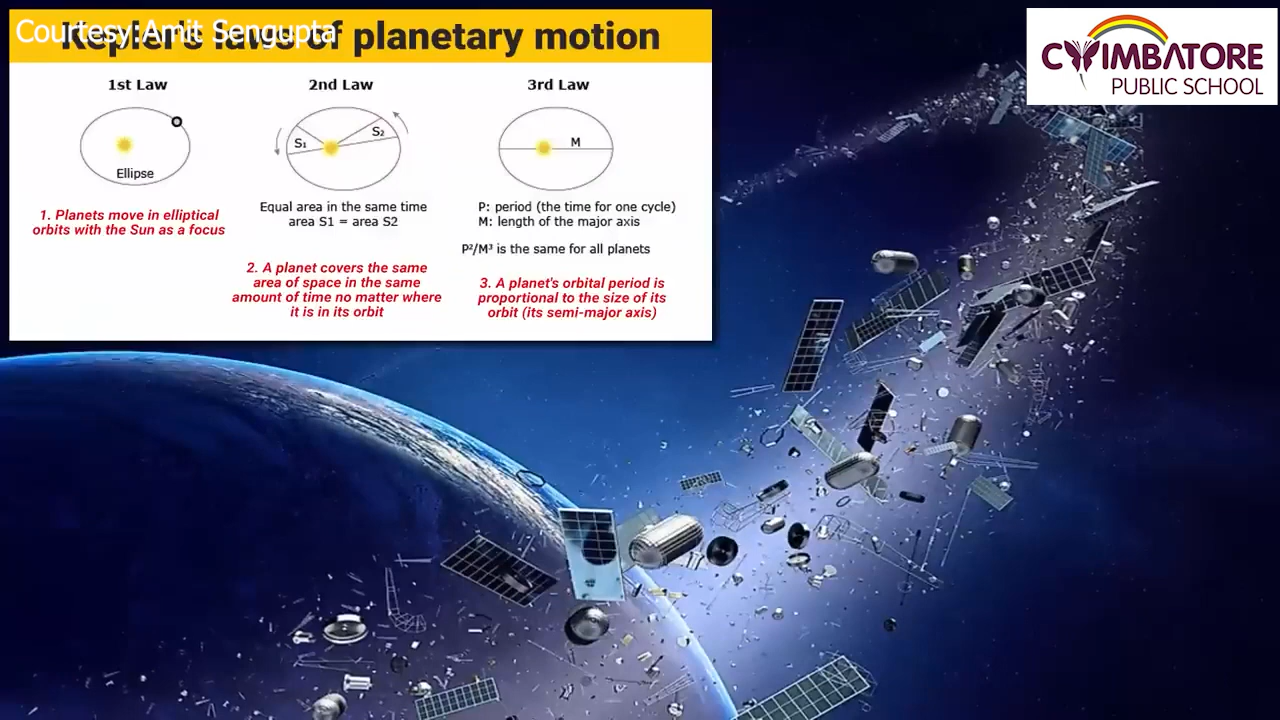 Courtesy:Amit Sengupta
Kepler's laws of planetary motion
C IMBATORE
PUBLIC SCHOOL
1st Law
2nd Law
3rd Law
Ellipse
S₁
S₂
M
1. Planets move in elliptical
orbits with the Sun as a focus
Equal area in the same time
area S1 = area S2
2. A planet covers the same
area of space in the same
amount of time no matter where
it is in its orbit
P: period (the time for one cycle)
M: length of the major axis
P²/M³ is the same for all planets
3. A planet's orbital period is
proportional to the size of its
orbit (its semi-major axis)